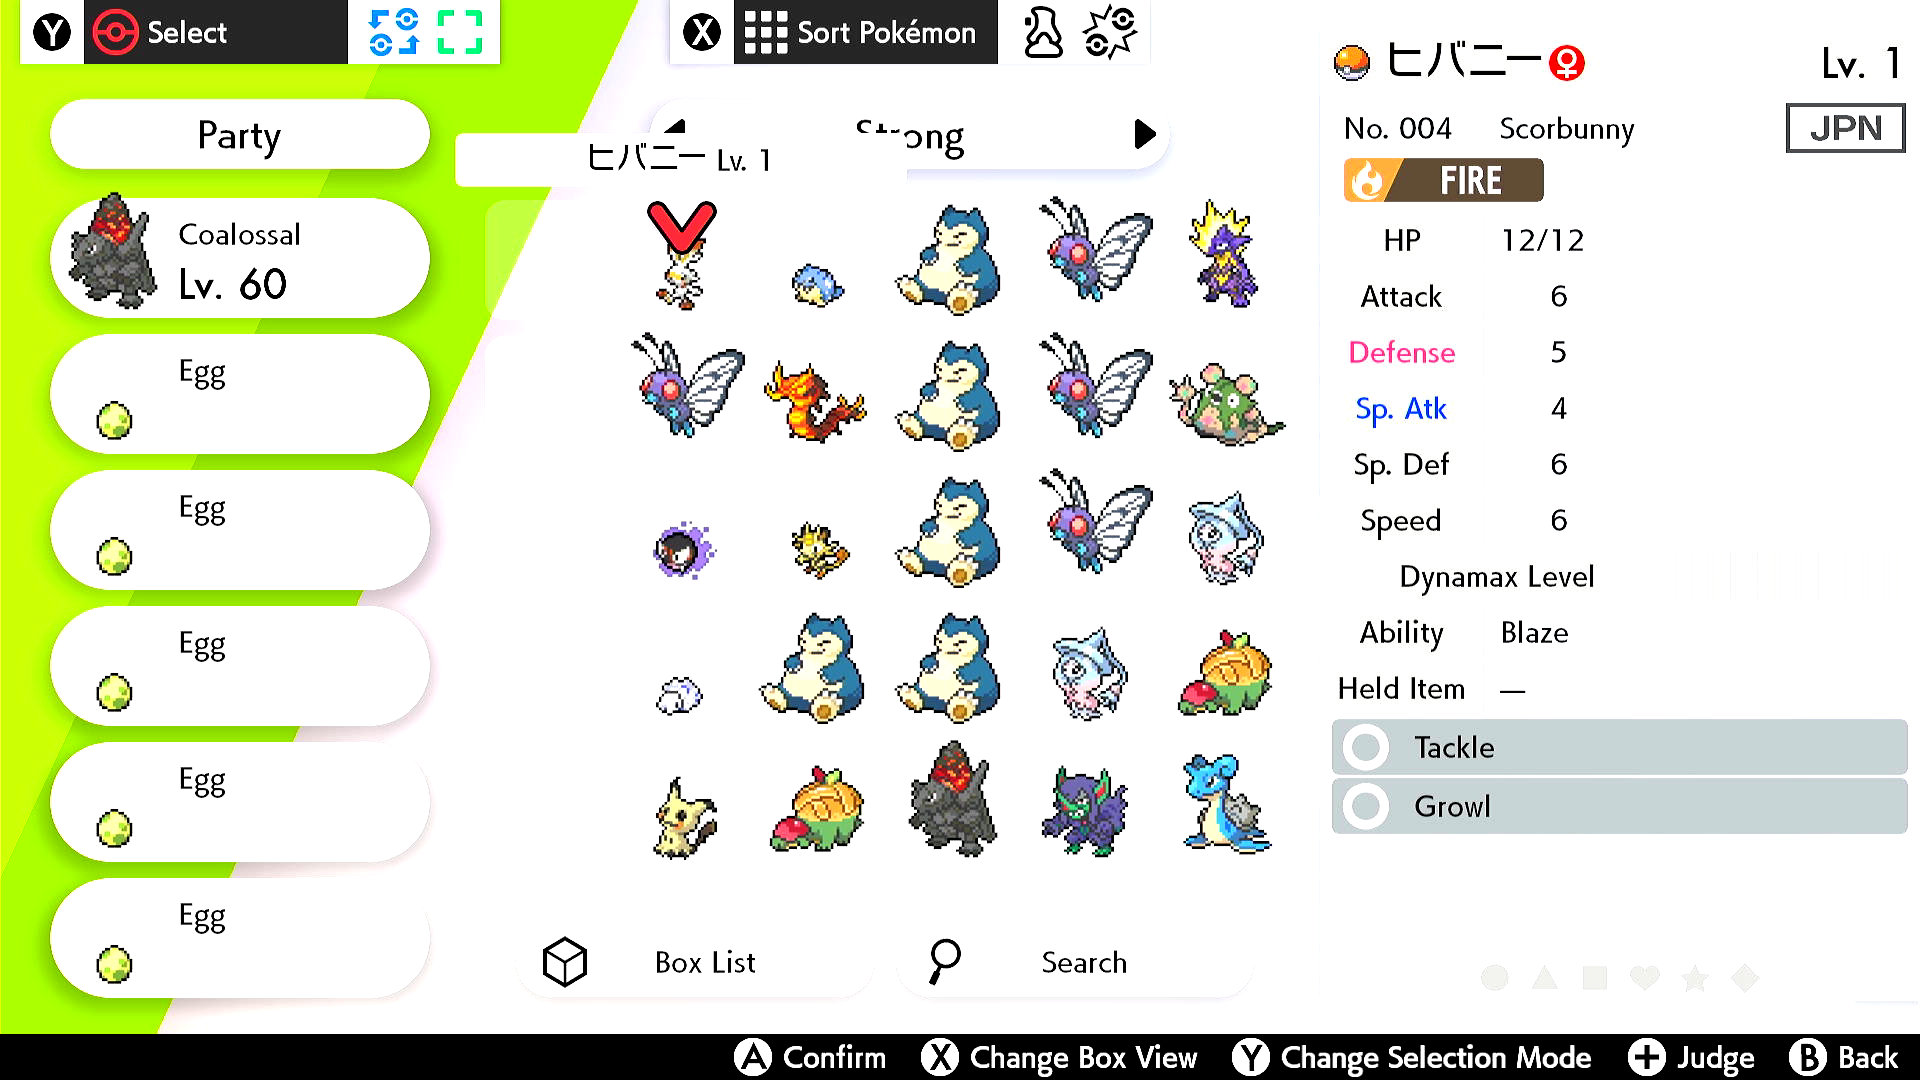 Y Select
X Sort Pokémon
Party
Strong
ヒバニー Lv. 1
Coalossal
Lv. 60
Egg
Egg
Egg
Egg
Egg
Box List
Search
ヒバニー♀ Lv. 1
No. 004 Scorbunny JPN
FIRE
HP 12/12
Attack 6
Defense 5
Sp. Atk 4
Sp. Def 6
Speed 6
Dynamax Level
Ability Blaze
Held Item —
Tackle
Growl
A Confirm X Change Box View Y Change Selection Mode + Judge B Back